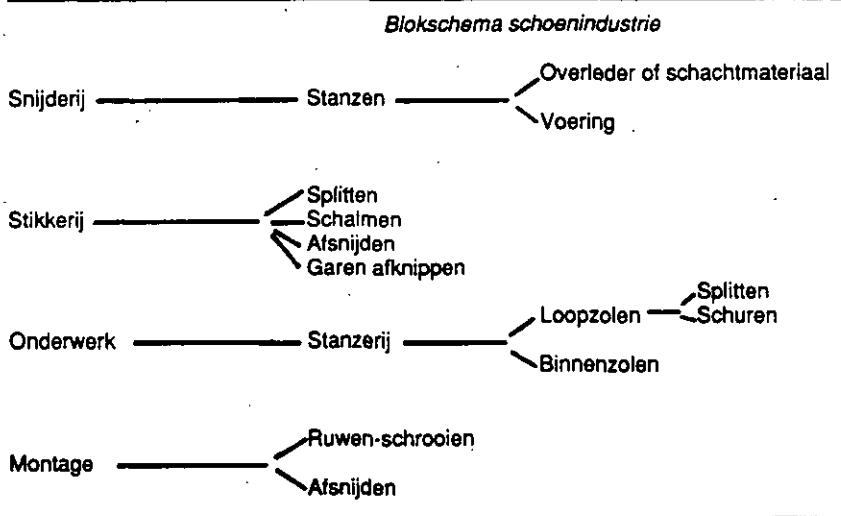 Blokschema schoenindustrie
Overleder of schachtmateriaal
Snijderij
Stanzen
Voering
Splitten
Stikkerij
Schalmen
Afsnijden
Garen afknippen
Splitten
Loopzolen
Schuren
Onderwerk
Stanzerij
Binnenzolen
Ruwen-schrooien
Montage
Afsnijden